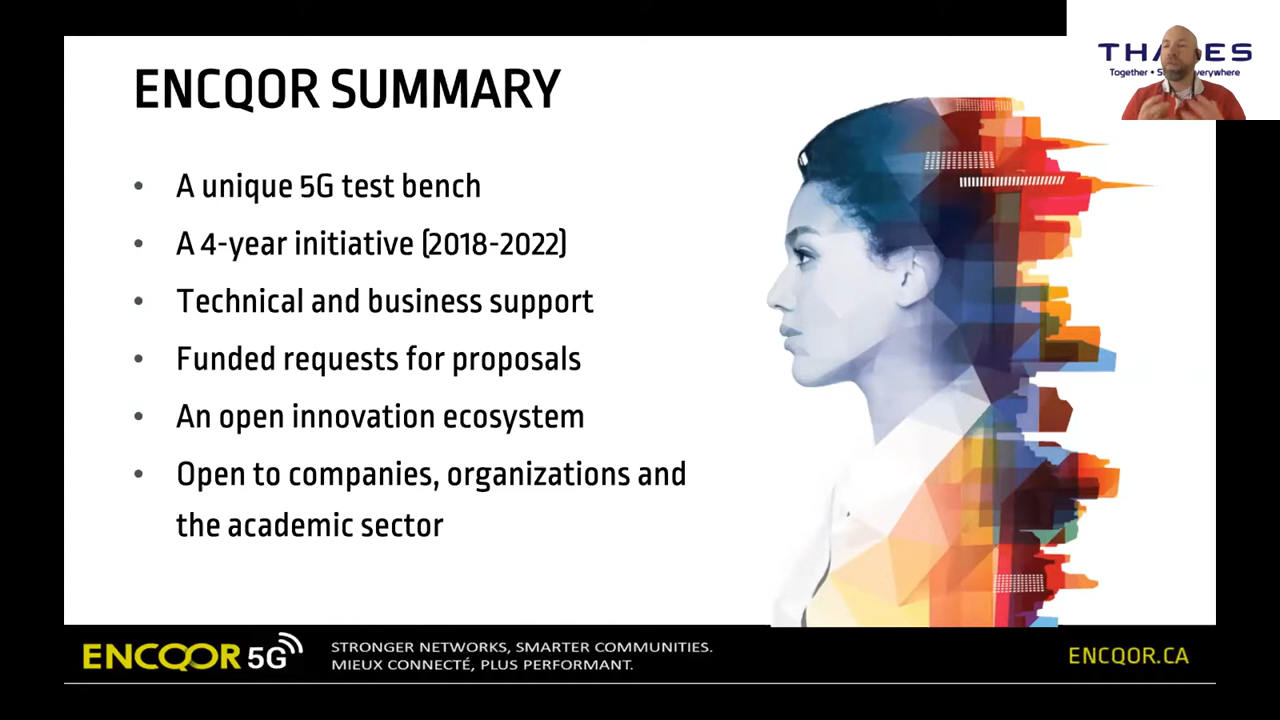 ENCQOR SUMMARY
• A unique 5G test bench
• A 4-year initiative (2018-2022)
• Technical and business support
• Funded requests for proposals
• An open innovation ecosystem
• Open to companies, organizations and
the academic sector
ENCQOR 5G
STRONGER NETWORKS, SMARTER COMMUNITIES.
MIEUX CONNECTÉ, PLUS PERFORMANT.
ENCQOR.CA
Together •